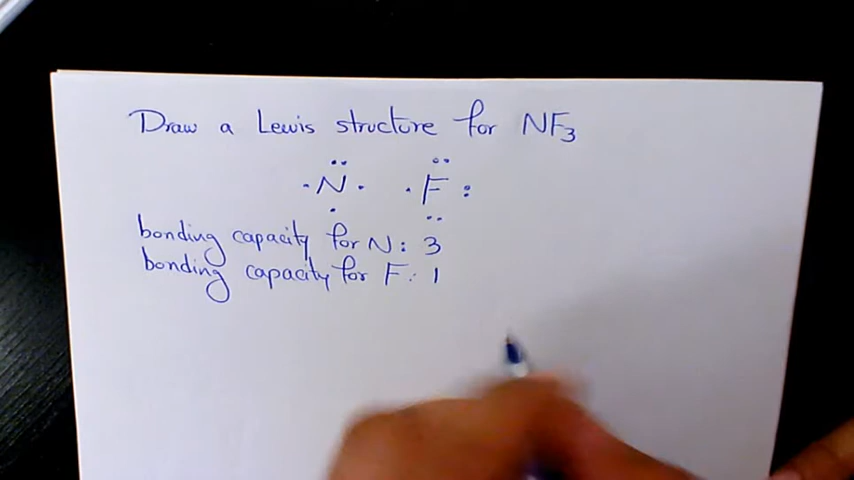 Draw a Lewis structure for NF₃
·N̈· ·F̈:
bonding capacity for N: 3
bonding capacity for F: 1